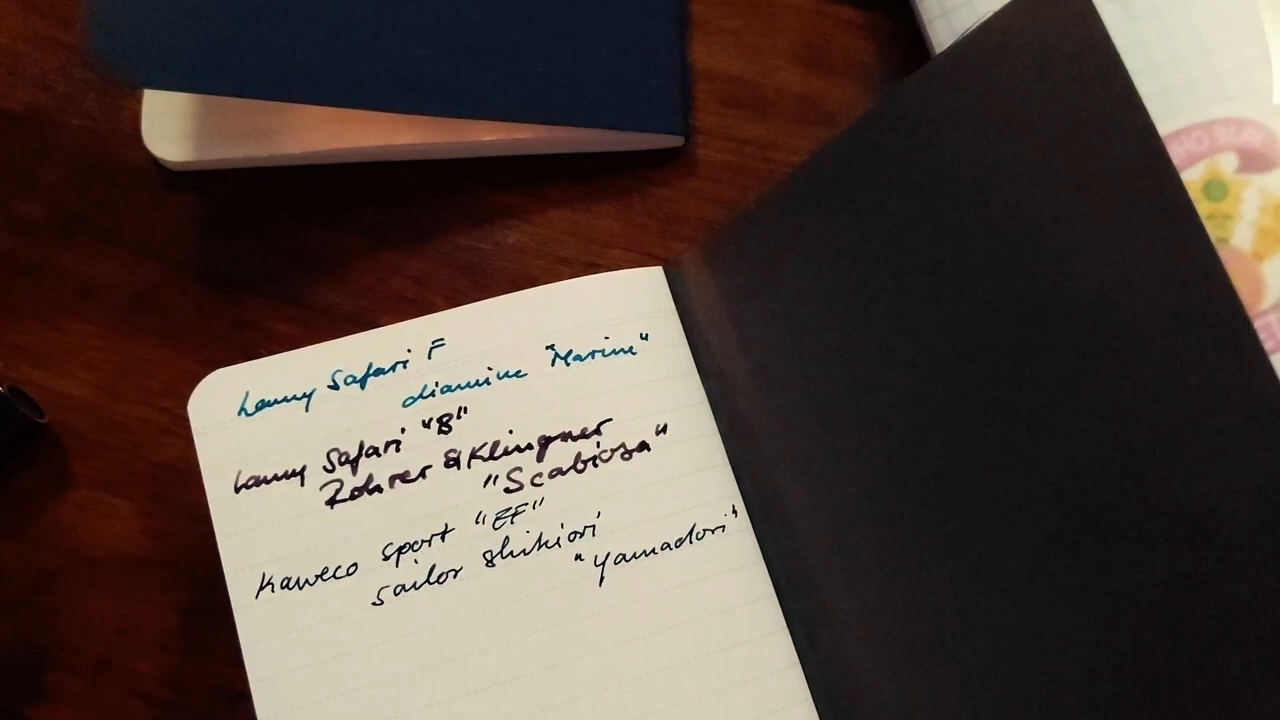 Lamy Safari F
diamine "Marine"
Lamy Safari "B"
Rohrer & Klingner
"Scabiosa"
Kaweco sport "EF"
sailor shikiori
"yamadori"